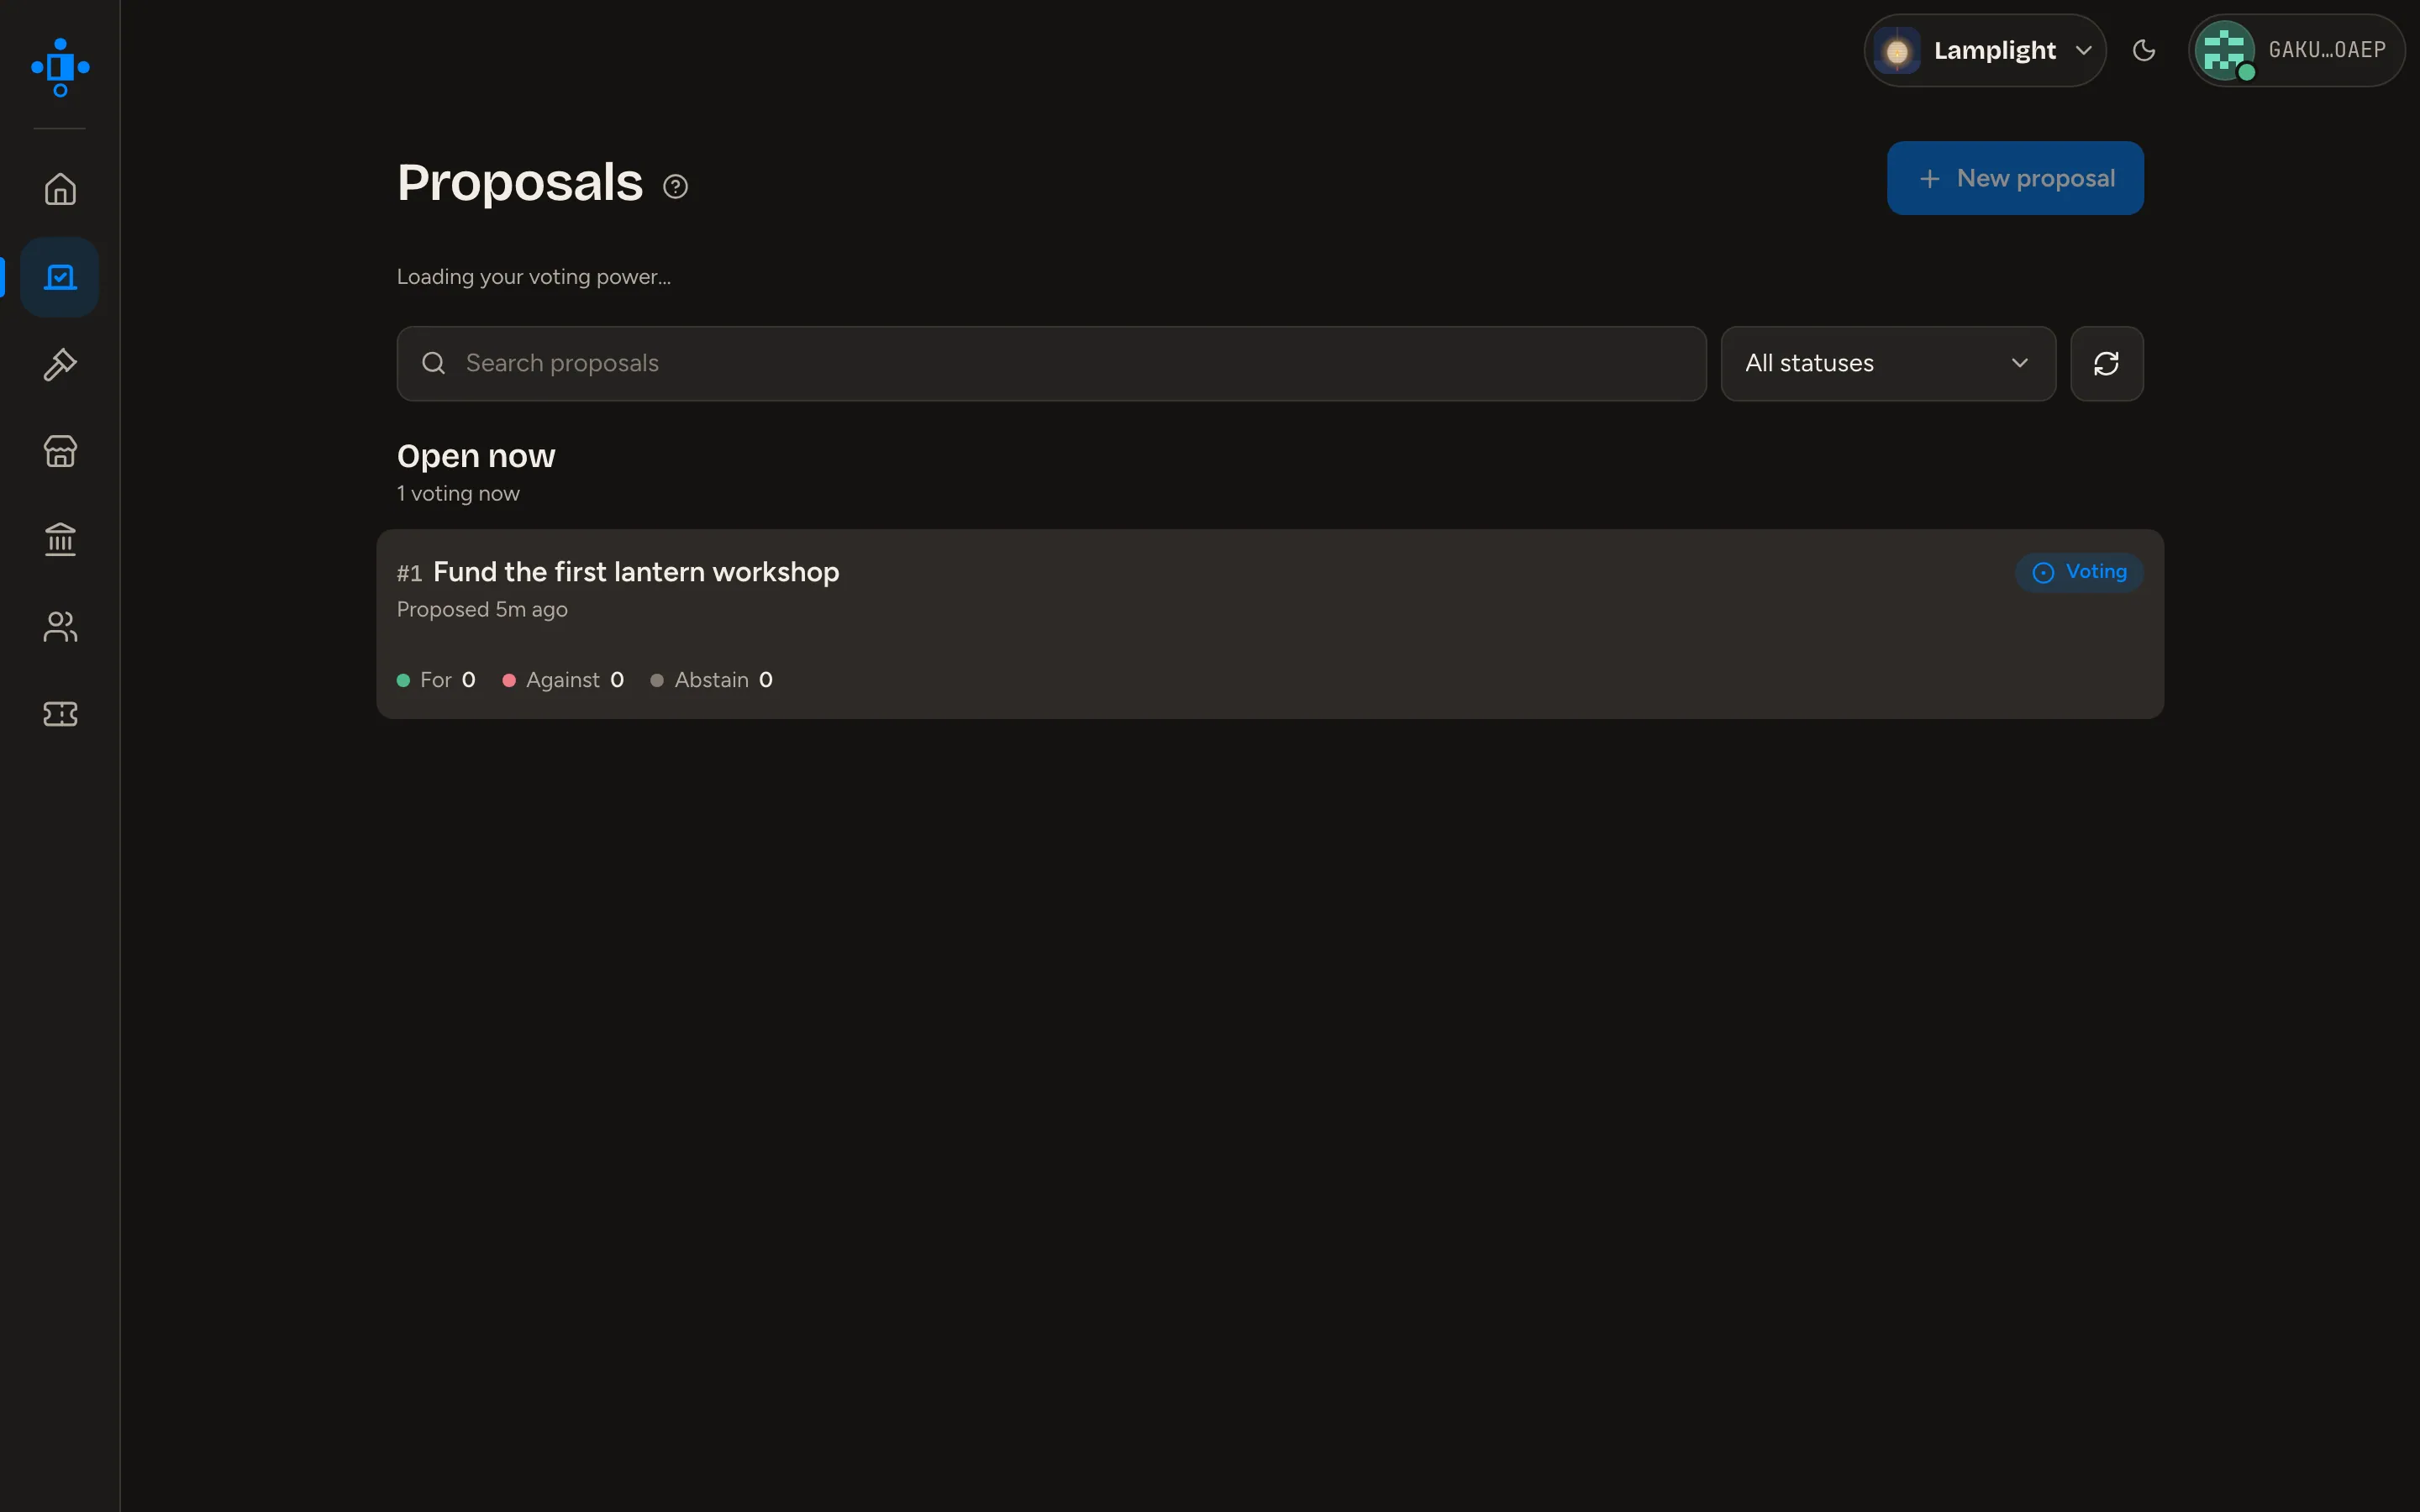 Lamplight
GAKU...OAEP
Proposals
New proposal
Loading your voting power...
Search proposals
All statuses
Open now
1 voting now
#1 Fund the first lantern workshop
Voting
Proposed 5m ago
For 0 Against 0 Abstain 0